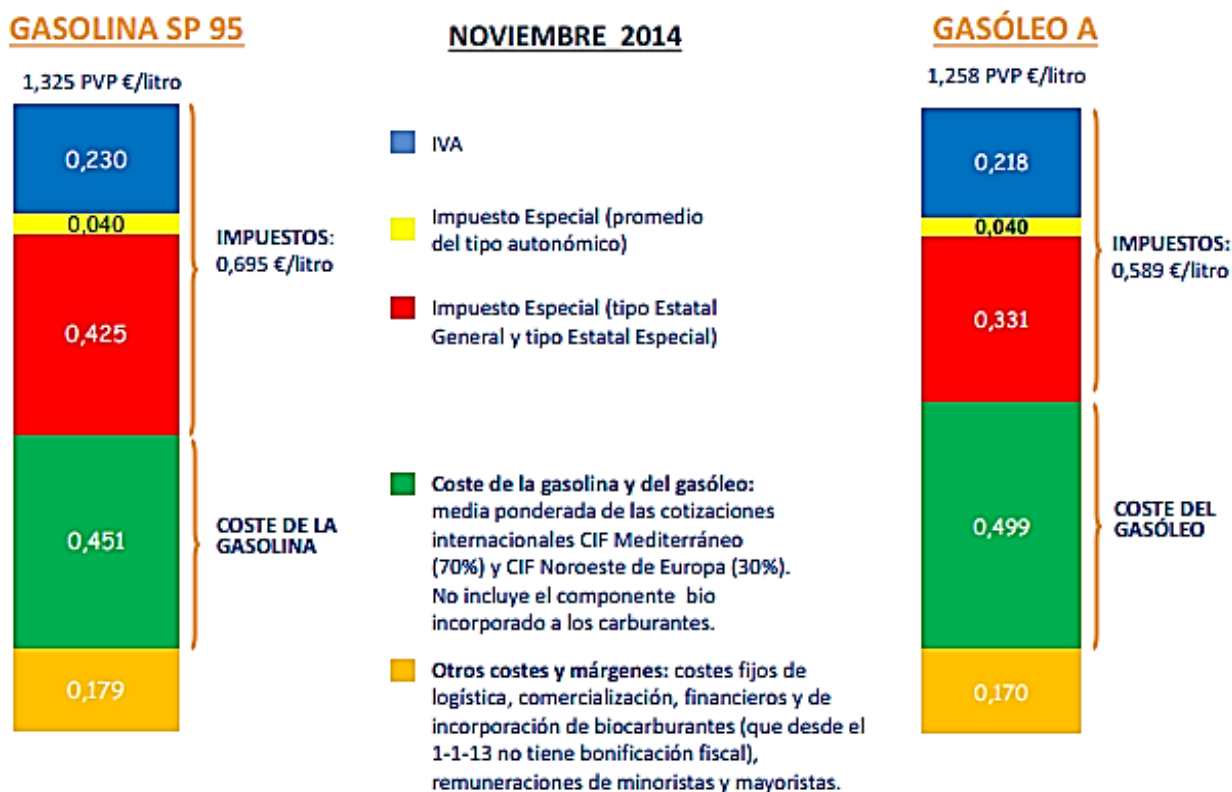 GASOLINA SP 95
NOVIEMBRE 2014
GASÓLEO A
1,325 PVP €/litro
1,258 PVP €/litro
0,230
0,040
0,425
0,451
0,179
IMPUESTOS:
0,695 €/litro
COSTE DE LA
GASOLINA
IVA
Impuesto Especial (promedio
del tipo autonómico)
Impuesto Especial (tipo Estatal
General y tipo Estatal Especial)
Coste de la gasolina y del gasóleo:
media ponderada de las cotizaciones
internacionales CIF Mediterráneo
(70%) y CIF Noroeste de Europa (30%).
No incluye el componente bio
incorporado a los carburantes.
Otros costes y márgenes: costes fijos de
logística, comercialización, financieros y de
incorporación de biocarburantes (que desde el
1-1-13 no tiene bonificación fiscal),
remuneraciones de minoristas y mayoristas.
0,218
0,040
0,331
0,499
0,170
IMPUESTOS:
0,589 €/litro
COSTE DEL
GASÓLEO